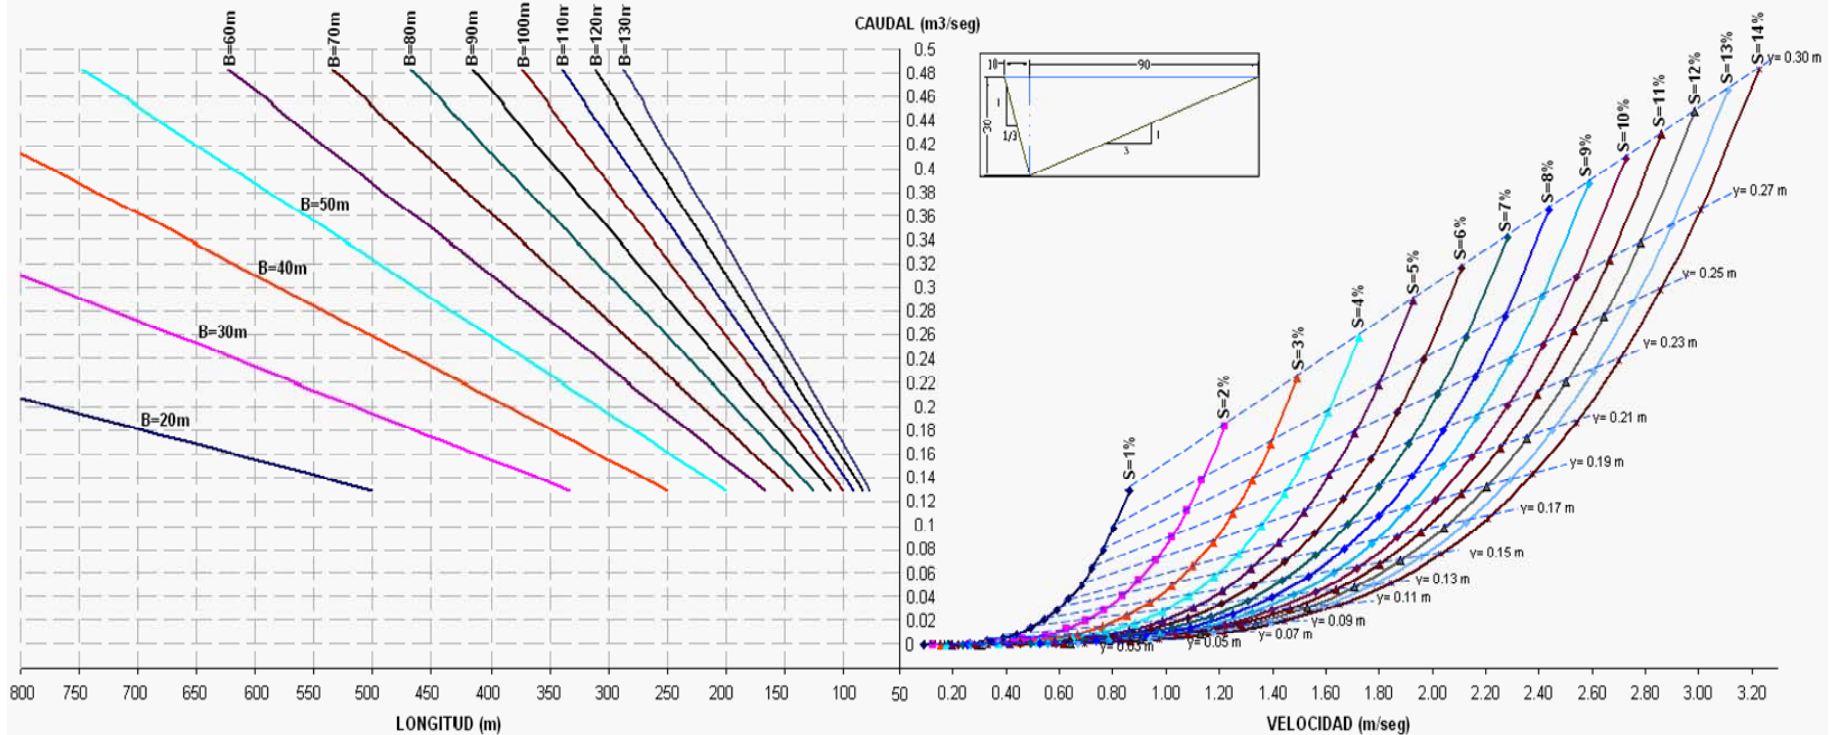 CAUDAL (m3/seg)
B=60m
B=70m
B=80m
B=90m
B=100m
B=110m
B=120m
B=130m
B=50m
B=40m
B=30m
B=20m
0.5
0.48
0.46
0.44
0.42
0.4
0.38
0.36
0.34
0.32
0.3
0.28
0.26
0.24
0.22
0.2
0.18
0.16
0.14
0.12
0.1
0.08
0.06
0.04
0.02
0
10
90
30
1
1/3
1
3
S=1%
S=2%
S=3%
S=4%
S=5%
S=6%
S=7%
S=8%
S=9%
S=10%
S=11%
S=12%
S=13%
S=14%
y= 0.30 m
y= 0.27 m
y= 0.25 m
y= 0.23 m
y= 0.21 m
y= 0.19 m
y= 0.17 m
y= 0.15 m
y= 0.13 m
y= 0.11 m
y= 0.09 m
y= 0.07 m
y= 0.05 m
y= 0.03 m
800 750 700 650 600 550 500 450 400 350 300 250 200 150 100 50
0.20 0.40 0.60 0.80 1.00 1.20 1.40 1.60 1.80 2.00 2.20 2.40 2.60 2.80 3.00 3.20
LONGITUD (m)
VELOCIDAD (m/seg)